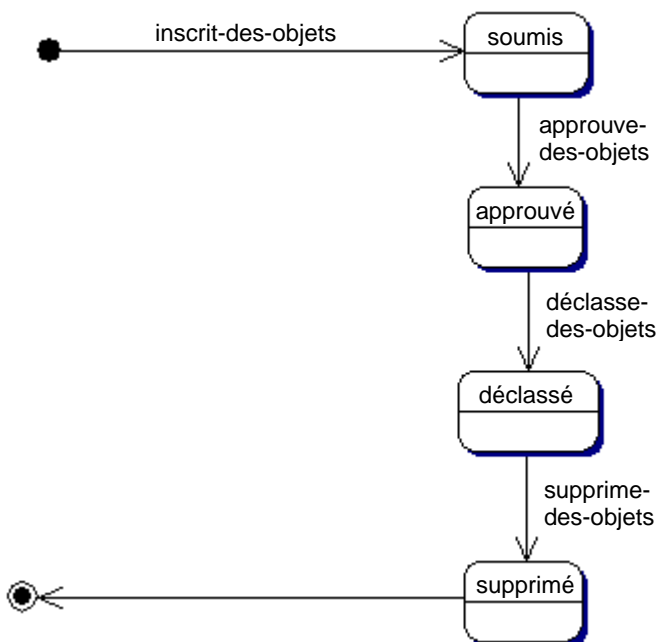 inscrit-des-objets
soumis
approuve-
des-objets
approuvé
déclasse-
des-objets
déclassé
supprime-
des-objets
supprimé